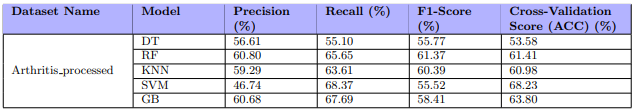 Dataset Name Model Precision (%) Recall (%) F1-Score (%) Cross-Validation Score (ACC) (%)
Arthritis_processed
DT 56.61 55.10 55.77 53.58
RF 60.80 65.65 61.37 61.41
KNN 59.29 63.61 60.39 60.98
SVM 46.74 68.37 55.52 68.23
GB 60.68 67.69 58.41 63.80